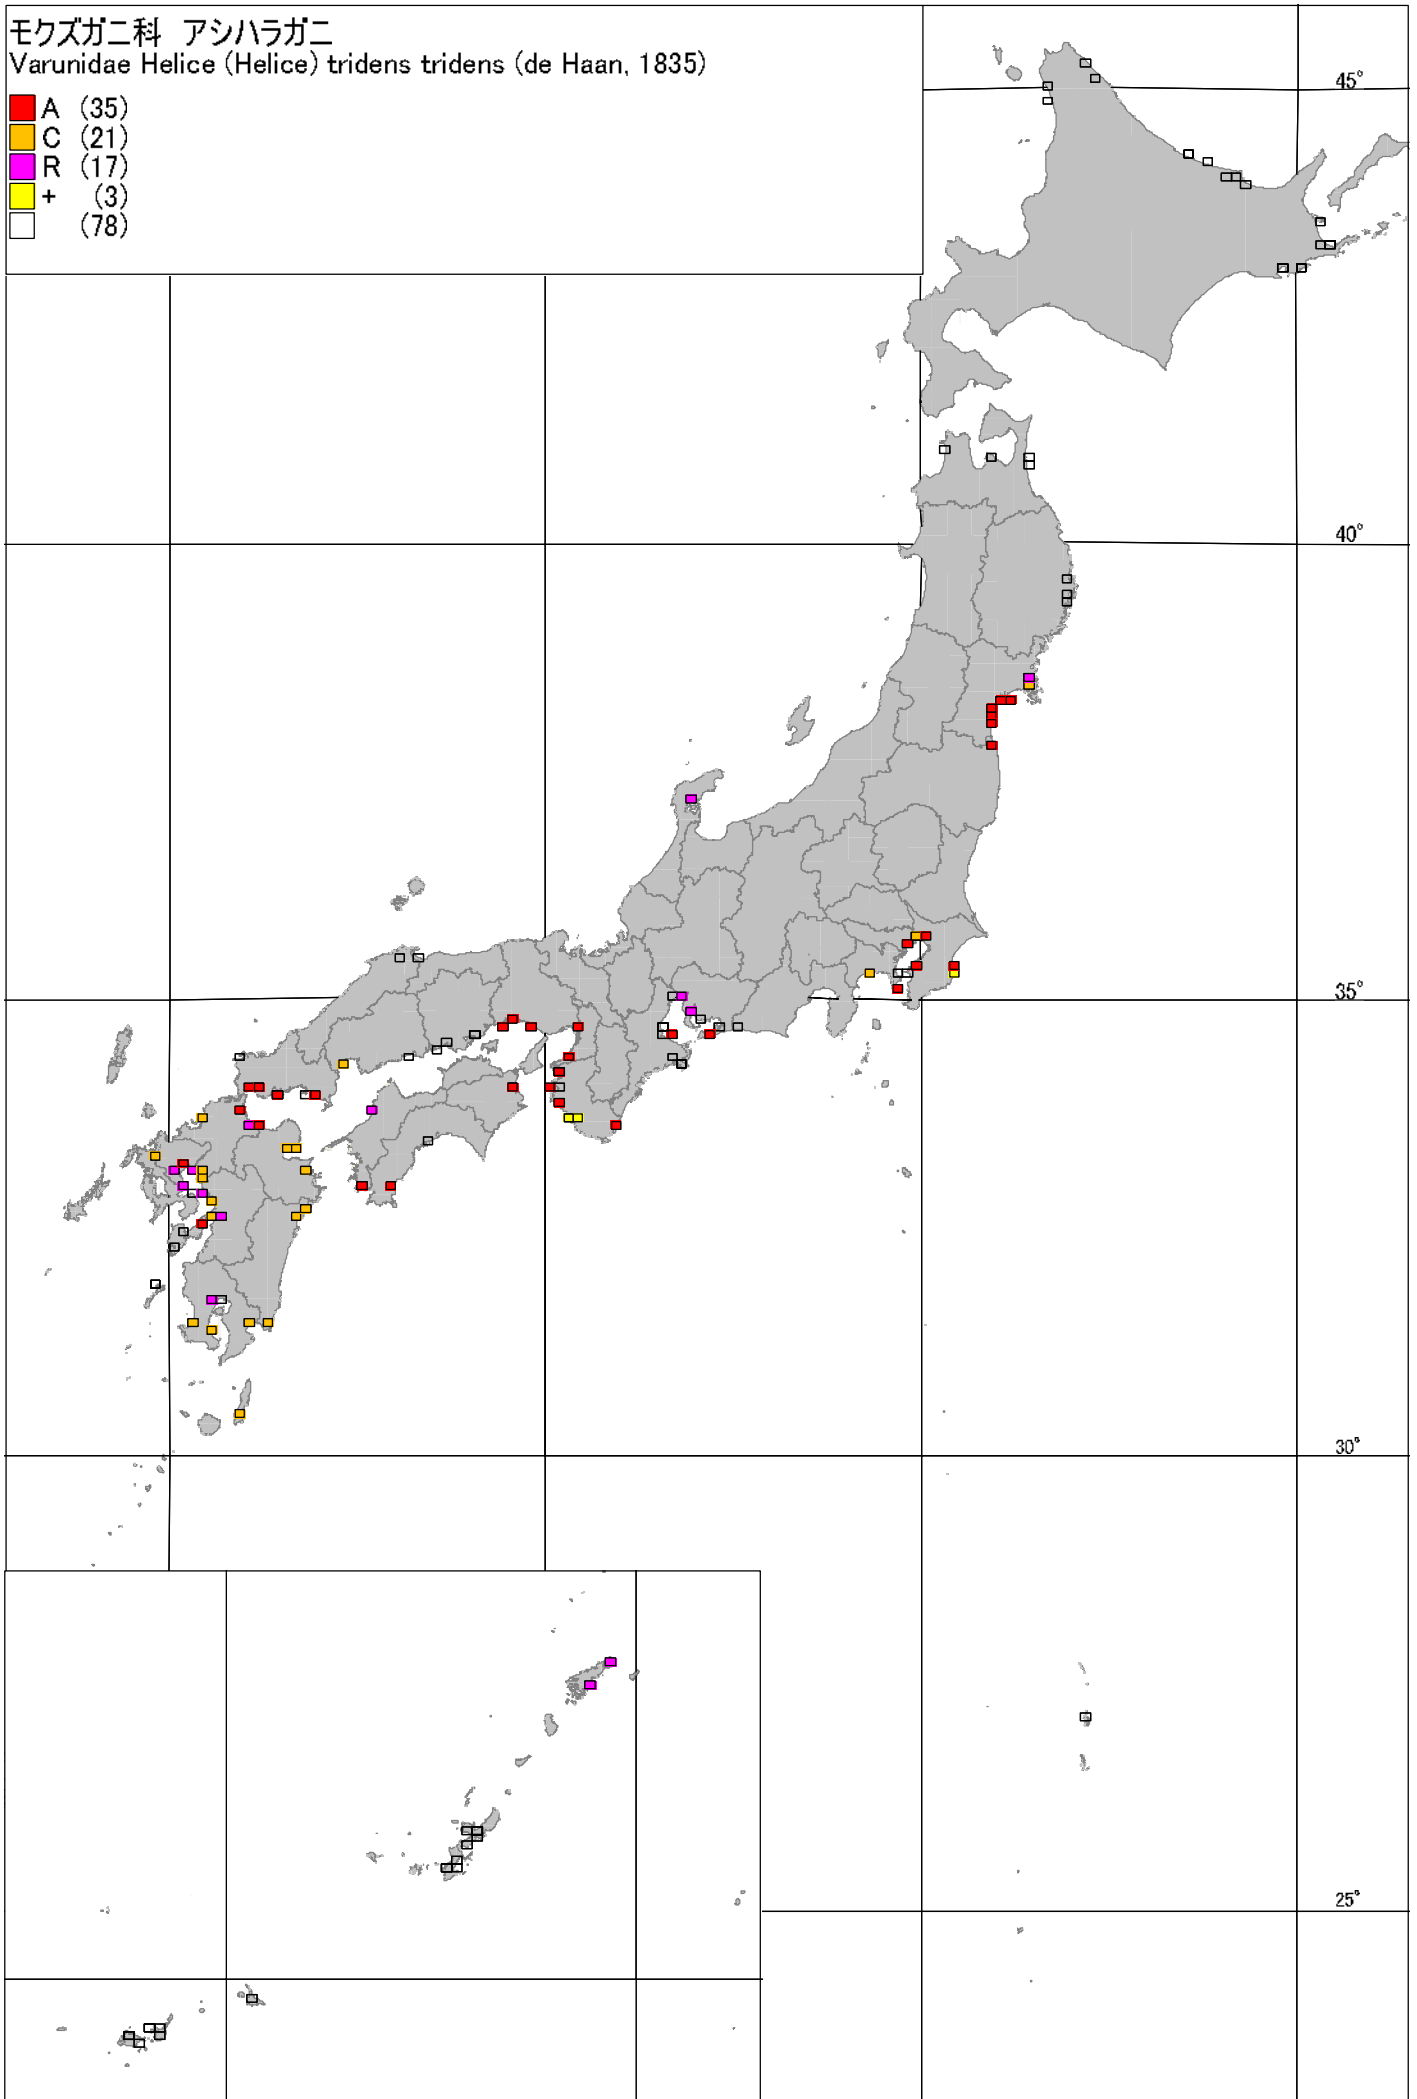 モクズガニ科 アシハラガニ
Varunidae Helice (Helice) tridens tridens (de Haan, 1835)
A (35)
C (21)
R (17)
+ (3)
(78)
45°
40°
35°
30°
25°